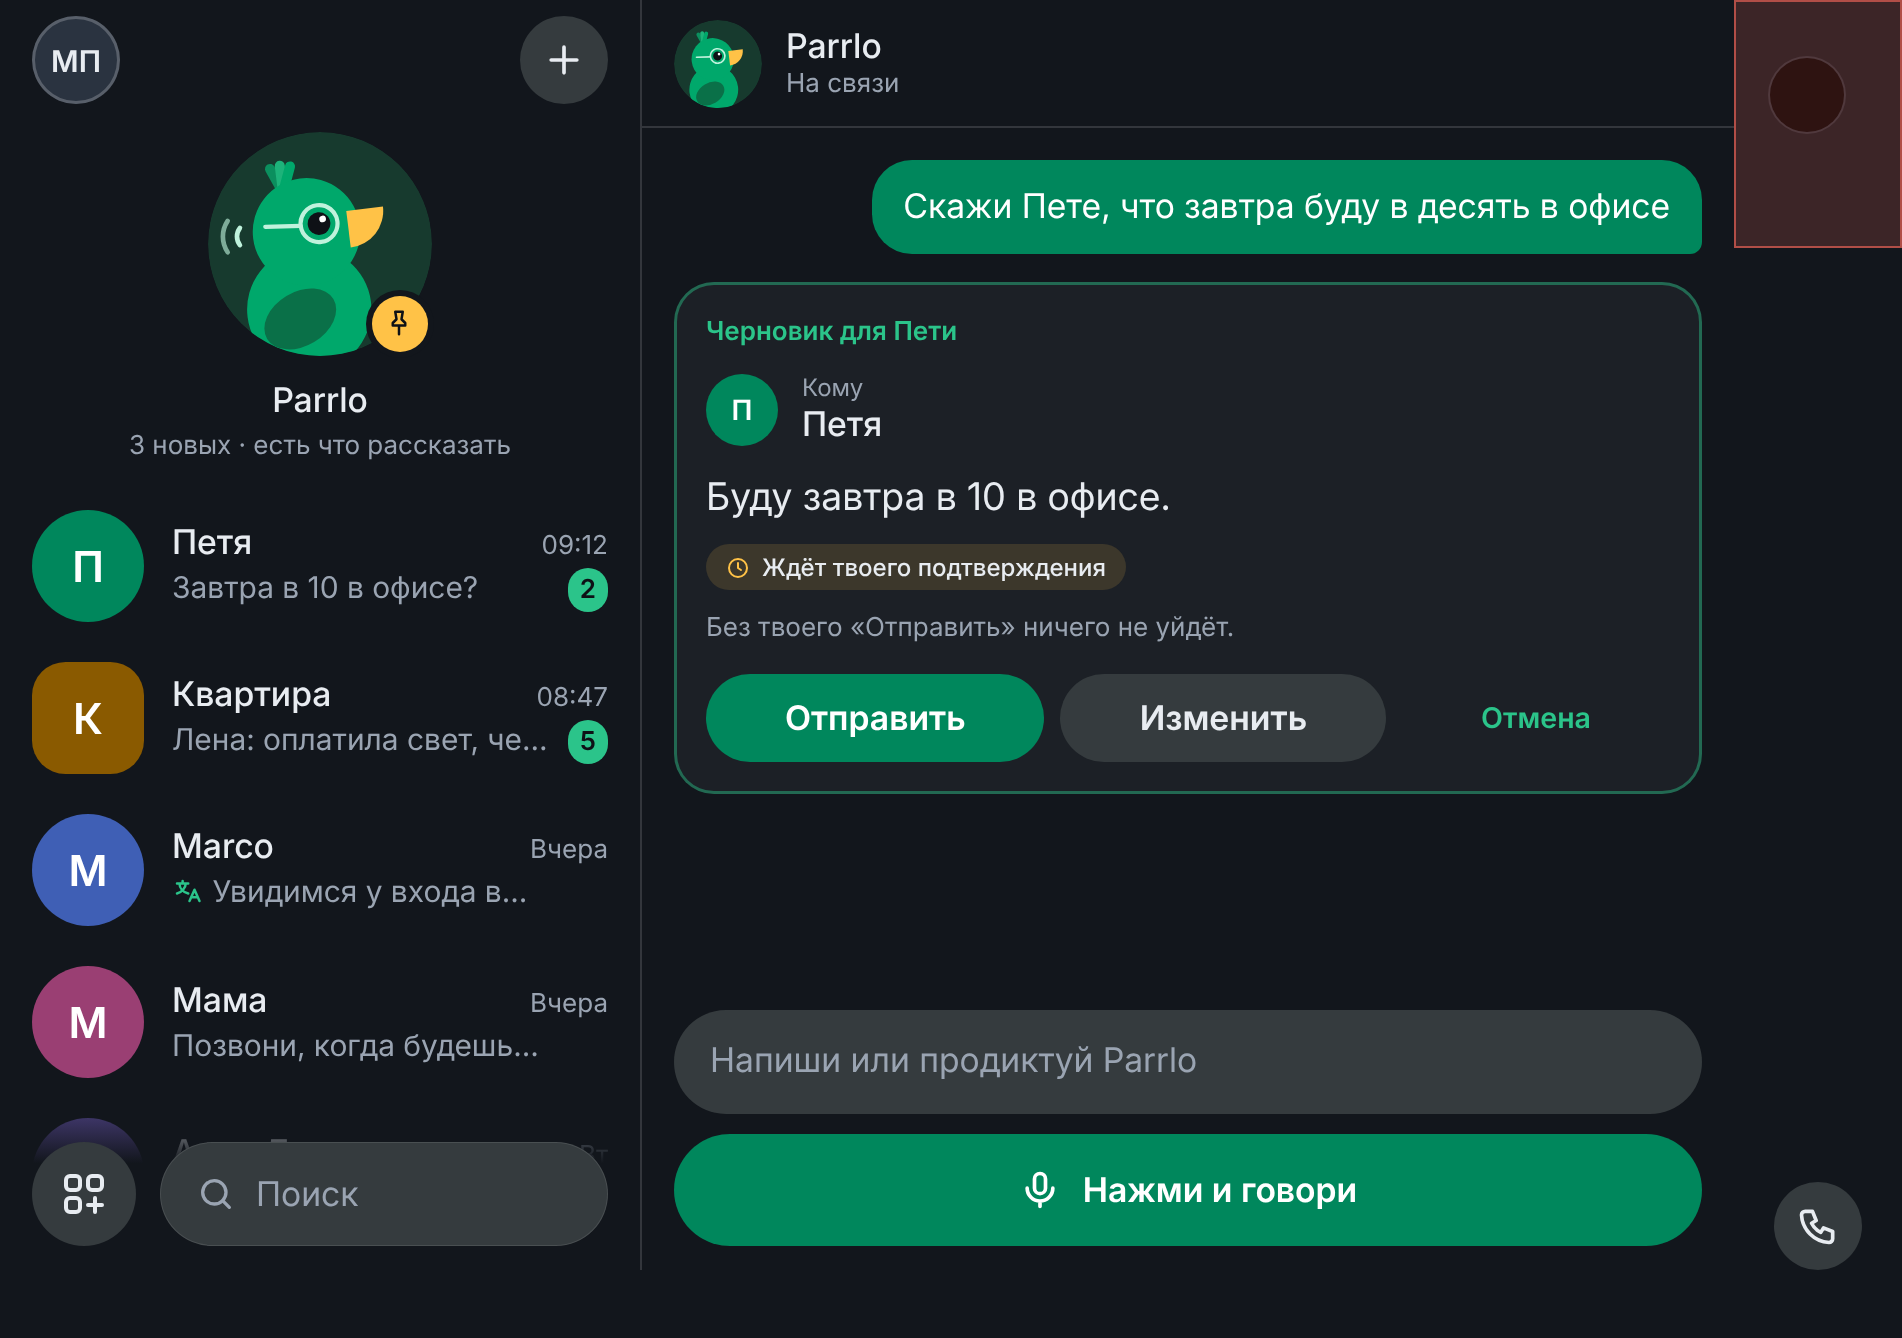 МП
Parrlo
3 новых · есть что рассказать
П
Петя
09:12
Завтра в 10 в офисе?
2
К
Квартира
08:47
Лена: оплатила свет, че...
5
М
Marco
Вчера
Увидимся у входа в...
М
Мама
Вчера
Позвони, когда будешь...
Вт
Поиск
Parrlo
На связи
Скажи Пете, что завтра буду в десять в офисе
Черновик для Пети
П
Кому
Петя
Буду завтра в 10 в офисе.
Ждёт твоего подтверждения
Без твоего «Отправить» ничего не уйдёт.
Отправить
Изменить
Отмена
Напиши или продиктуй Parrlo
Нажми и говори